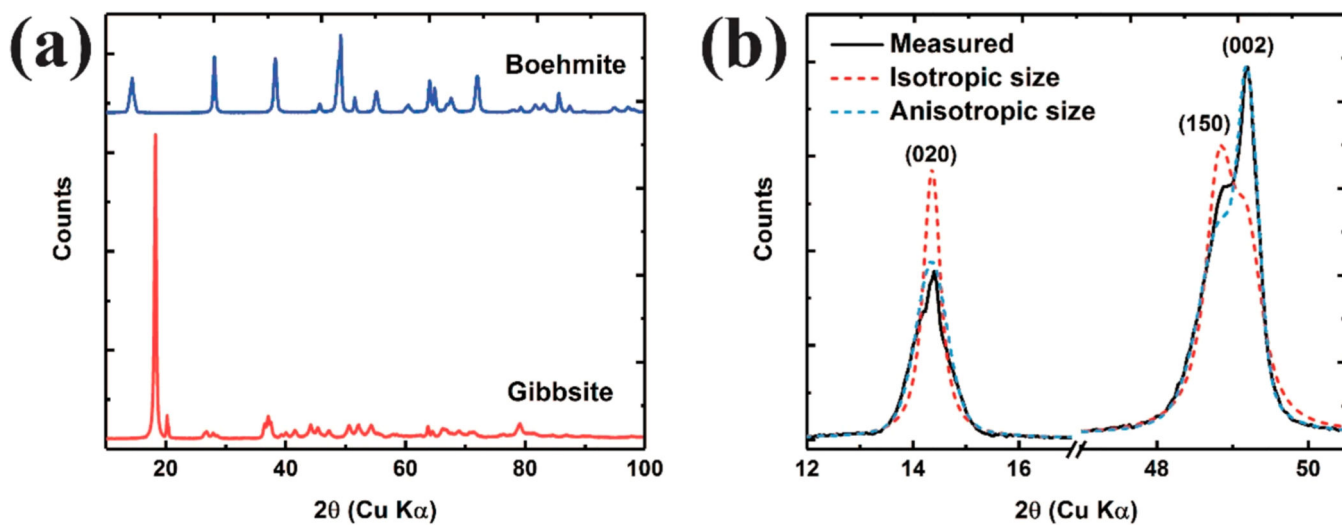 (a)
Boehmite
Gibbsite
Counts
20
40
60
80
100
2θ (Cu Kα)
(b)
Measured
Isotropic size
Anisotropic size
(020)
(150)
(002)
Counts
12
14
16
48
50
2θ (Cu Kα)